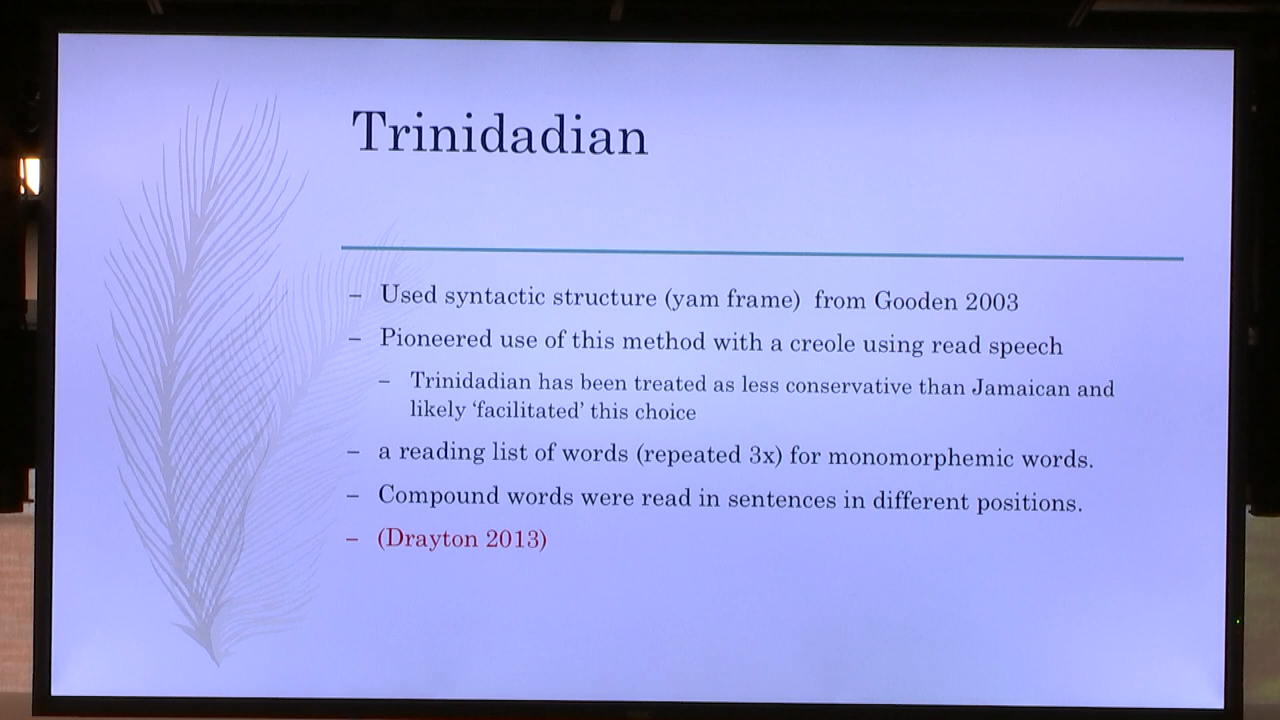 Trinidadian
– Used syntactic structure (yam frame) from Gooden 2003
– Pioneered use of this method with a creole using read speech
– Trinidadian has been treated as less conservative than Jamaican and
likely ‘facilitated’ this choice
– a reading list of words (repeated 3x) for monomorphemic words.
– Compound words were read in sentences in different positions.
– (Drayton 2013)